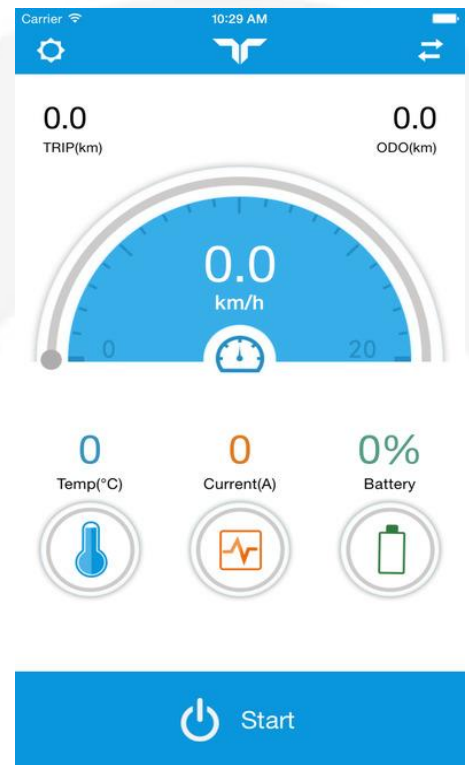 Carrier 10:29 AM
0.0 0.0
TRIP(km) ODO(km)
0.0
km/h
0 20
0 0 0%
Temp(°C) Current(A) Battery
Start